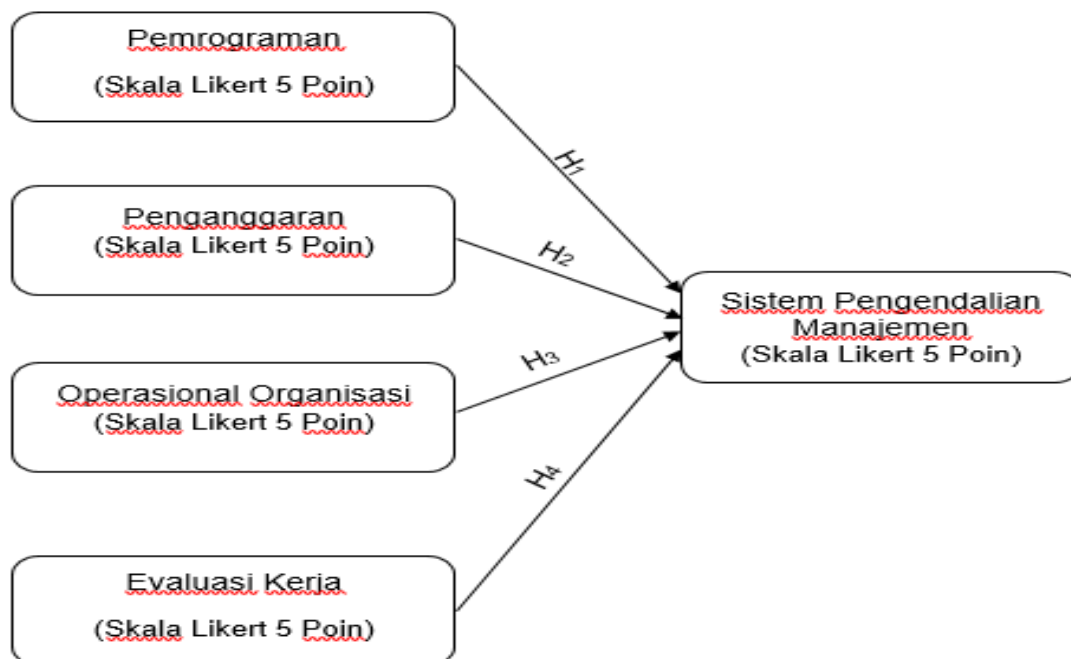 Pemrograman
(Skala Likert 5 Poin)
H1
Penganggaran
(Skala Likert 5 Poin)
H2
Sistem Pengendalian
Manajemen
(Skala Likert 5 Poin)
Operasional Organisasi
(Skala Likert 5 Poin)
H3
H4
Evaluasi Kerja
(Skala Likert 5 Poin)